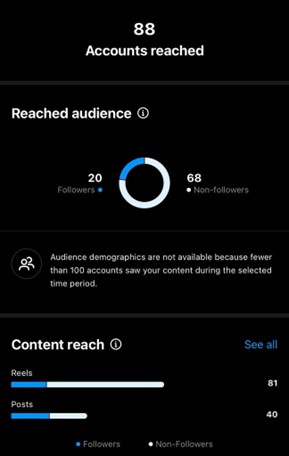 88
Accounts reached
Reached audience
20 68
Followers Non-followers
Audience demographics are not available because fewer
than 100 accounts saw your content during the selected
time period.
Content reach See all
Reels
81
Posts
40
Followers Non-Followers